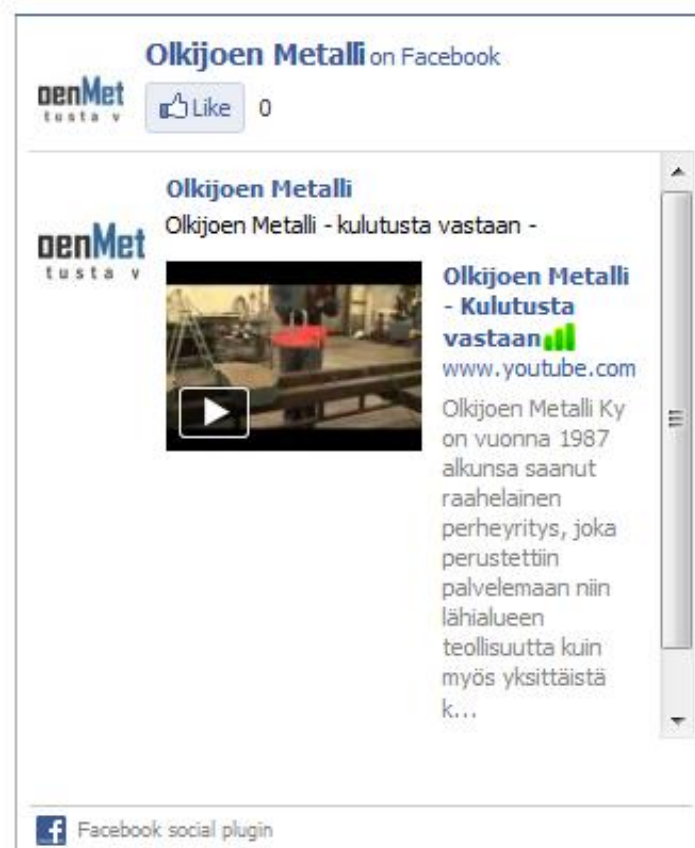 Olkijoen Metalli on Facebook
oenMet
tusta v
Like 0
Olkijoen Metalli
Olkijoen Metalli - kulutusta vastaan -
oenMet
tusta v
Olkijoen Metalli
- Kulutusta
vastaan
www.youtube.com
Olkijoen Metalli Ky
on vuonna 1987
alkunsa saanut
raahelainen
perheyritys, joka
perustettiin
palvelemaan niin
lähialueen
teollisuutta kuin
myös yksittäistä
k...
Facebook social plugin